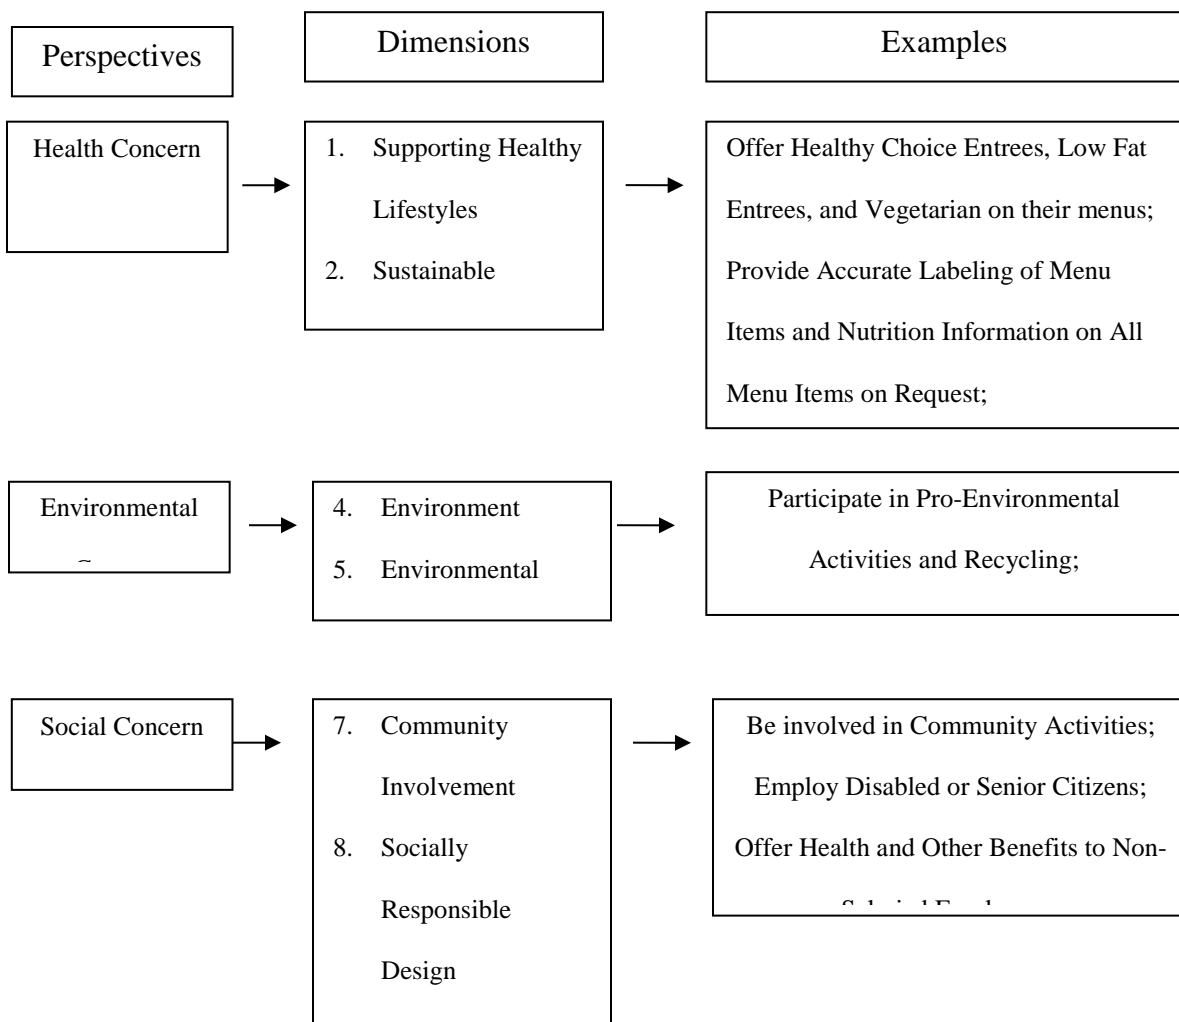 Perspectives
Dimensions
Examples
Health Concern
1. Supporting Healthy
Lifestyles
2. Sustainable
Offer Healthy Choice Entrees, Low Fat
Entrees, and Vegetarian on their menus;
Provide Accurate Labeling of Menu
Items and Nutrition Information on All
Menu Items on Request;
Environmental
4. Environment
5. Environmental
Participate in Pro-Environmental
Activities and Recycling;
Social Concern
7. Community
Involvement
8. Socially
Responsible
Design
Be involved in Community Activities;
Employ Disabled or Senior Citizens;
Offer Health and Other Benefits to Non-